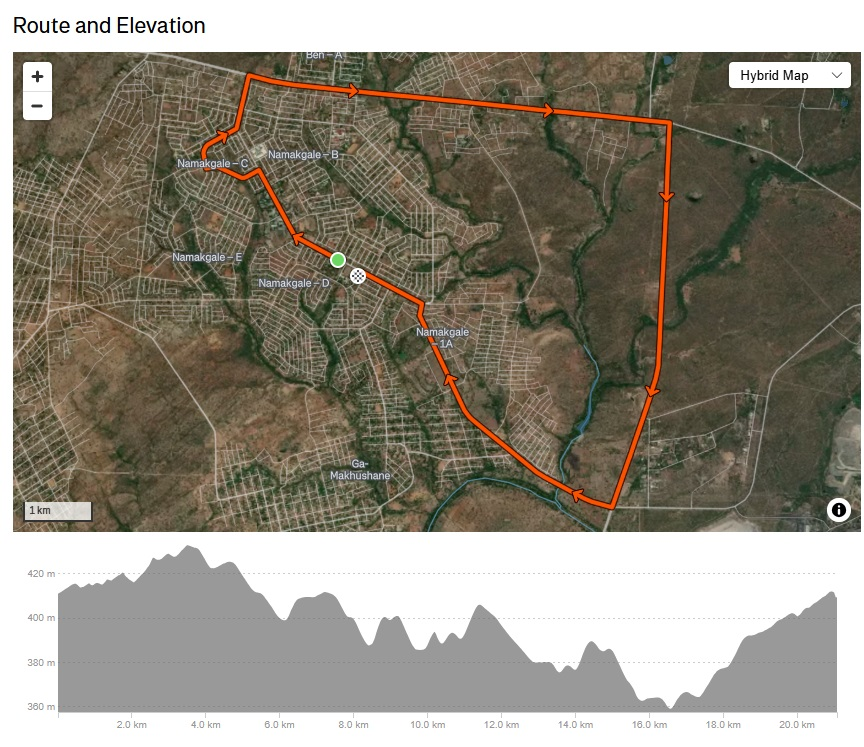 Route and Elevation
Ben – A
+
−
Hybrid Map
Namakgale – C
Namakgale – B
Namakgale – E
Namakgale – D
Namakgale
– 1A
Ga-
Makhushane
1 km
i
420 m
400 m
380 m
360 m
2.0 km 4.0 km 6.0 km 8.0 km 10.0 km 12.0 km 14.0 km 16.0 km 18.0 km 20.0 km